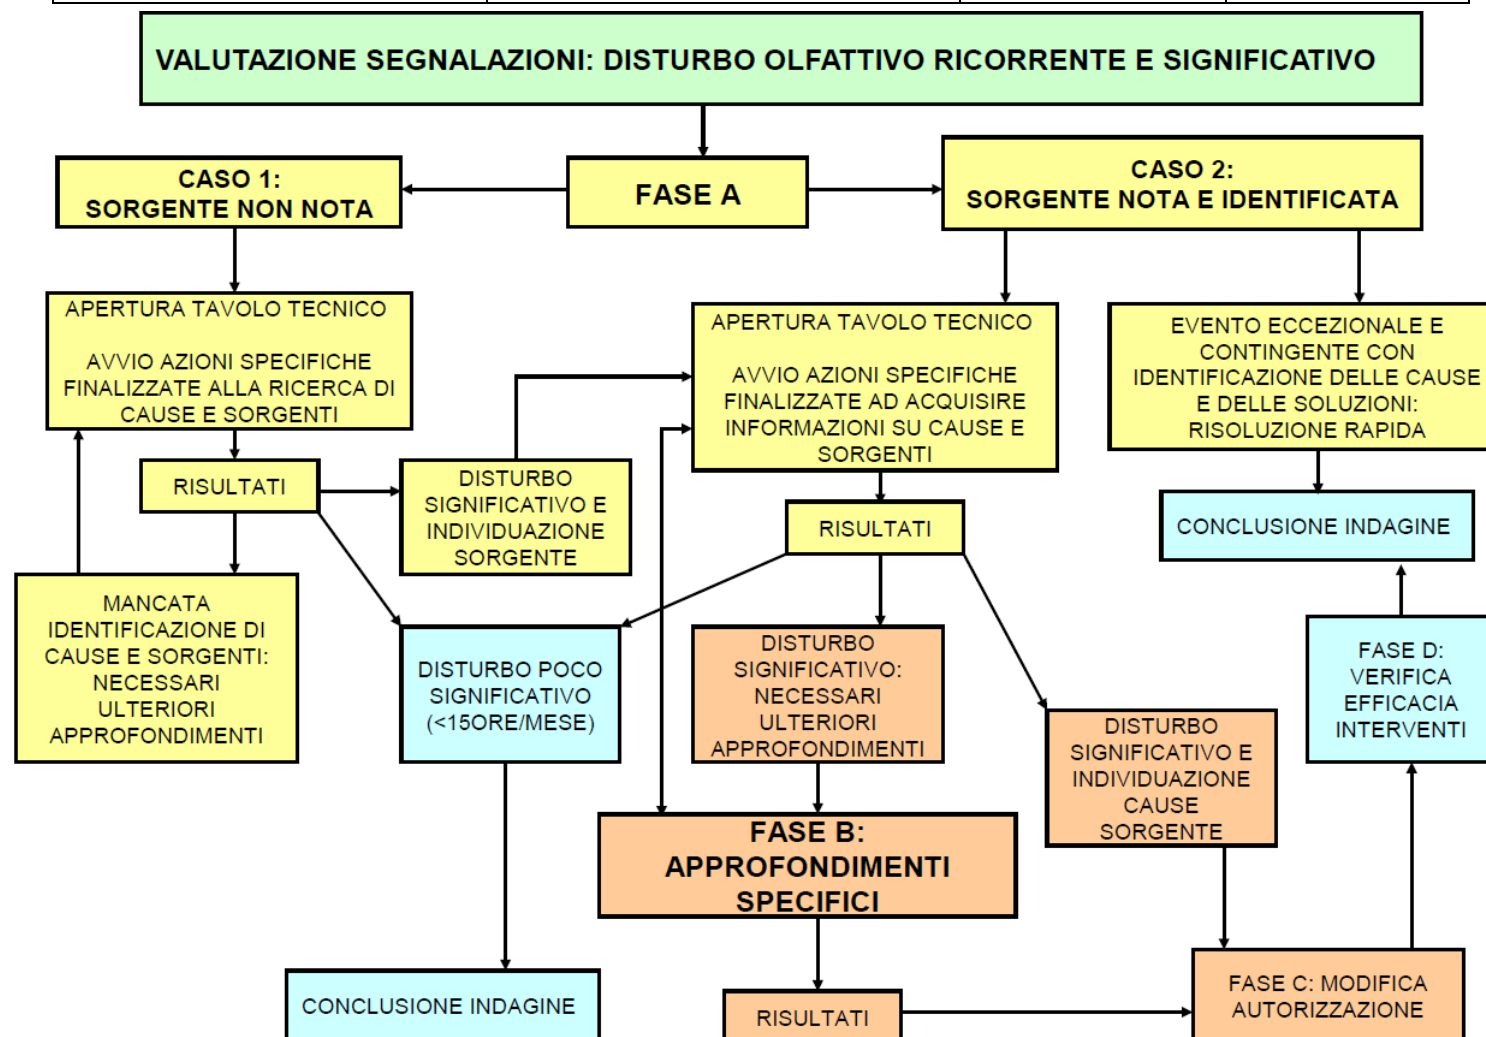 VALUTAZIONE SEGNALAZIONI: DISTURBO OLFATTIVO RICORRENTE E SIGNIFICATIVO
CASO 1:
SORGENTE NON NOTA
FASE A
CASO 2:
SORGENTE NOTA E IDENTIFICATA
APERTURA TAVOLO TECNICO
AVVIO AZIONI SPECIFICHE
FINALIZZATE ALLA RICERCA DI
CAUSE E SORGENTI
APERTURA TAVOLO TECNICO
AVVIO AZIONI SPECIFICHE
FINALIZZATE AD ACQUISIRE
INFORMAZIONI SU CAUSE E
SORGENTI
EVENTO ECCEZIONALE E
CONTINGENTE CON
IDENTIFICAZIONE DELLE CAUSE
E DELLE SOLUZIONI:
RISOLUZIONE RAPIDA
RISULTATI
DISTURBO
SIGNIFICATIVO E
INDIVIDUAZIONE
SORGENTE
RISULTATI
CONCLUSIONE INDAGINE
MANCATA
IDENTIFICAZIONE DI
CAUSE E SORGENTI:
NECESSARI
ULTERIORI
APPROFONDIMENTI
DISTURBO POCO
SIGNIFICATIVO
(<15ORE/MESE)
DISTURBO
SIGNIFICATIVO:
NECESSARI
ULTERIORI
APPROFONDIMENTI
DISTURBO
SIGNIFICATIVO E
INDIVIDUAZIONE
CAUSE
SORGENTE
FASE D:
VERIFICA
EFFICACIA
INTERVENTI
FASE B:
APPROFONDIMENTI
SPECIFICI
CONCLUSIONE INDAGINE
RISULTATI
FASE C: MODIFICA
AUTORIZZAZIONE